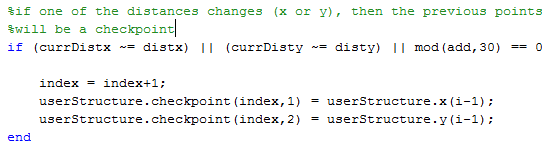 %if one of the distances changes (x or y), then the previous points
%will be a checkpoint
if (currDistx ~= distx) || (currDisty ~= disty) || mod(add,30) == 0
index = index+1;
userStructure.checkpoint(index,1) = userStructure.x(i-1);
userStructure.checkpoint(index,2) = userStructure.y(i-1);
end